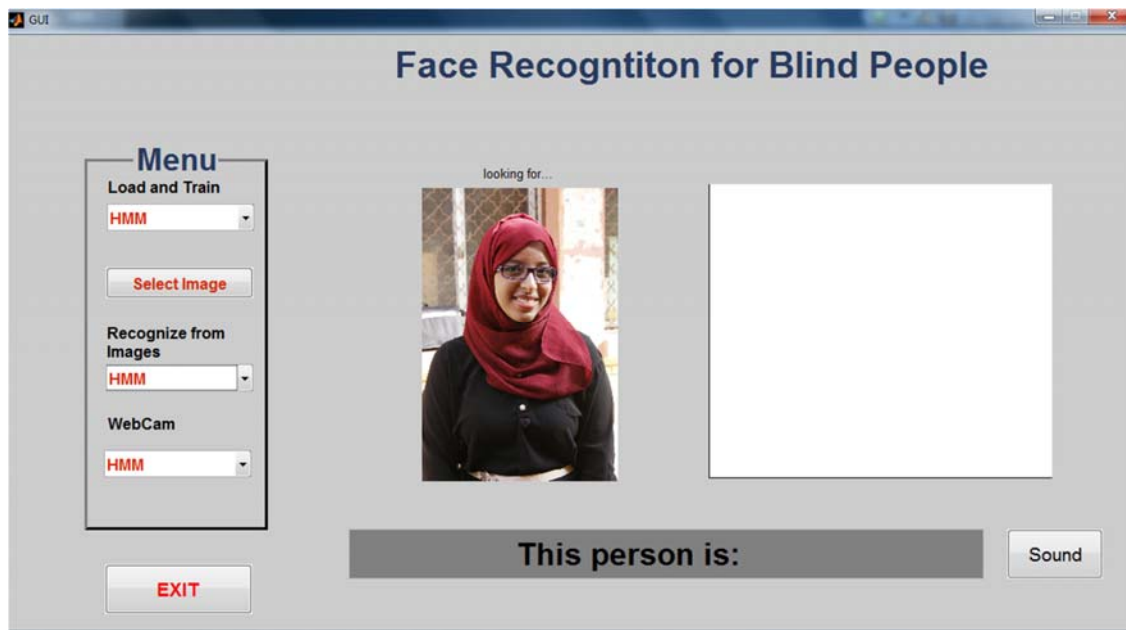 GUI
Face Recogntiton for Blind People
Menu
Load and Train
HMM
Select Image
Recognize from
Images
HMM
WebCam
HMM
EXIT
looking for...
This person is:
Sound